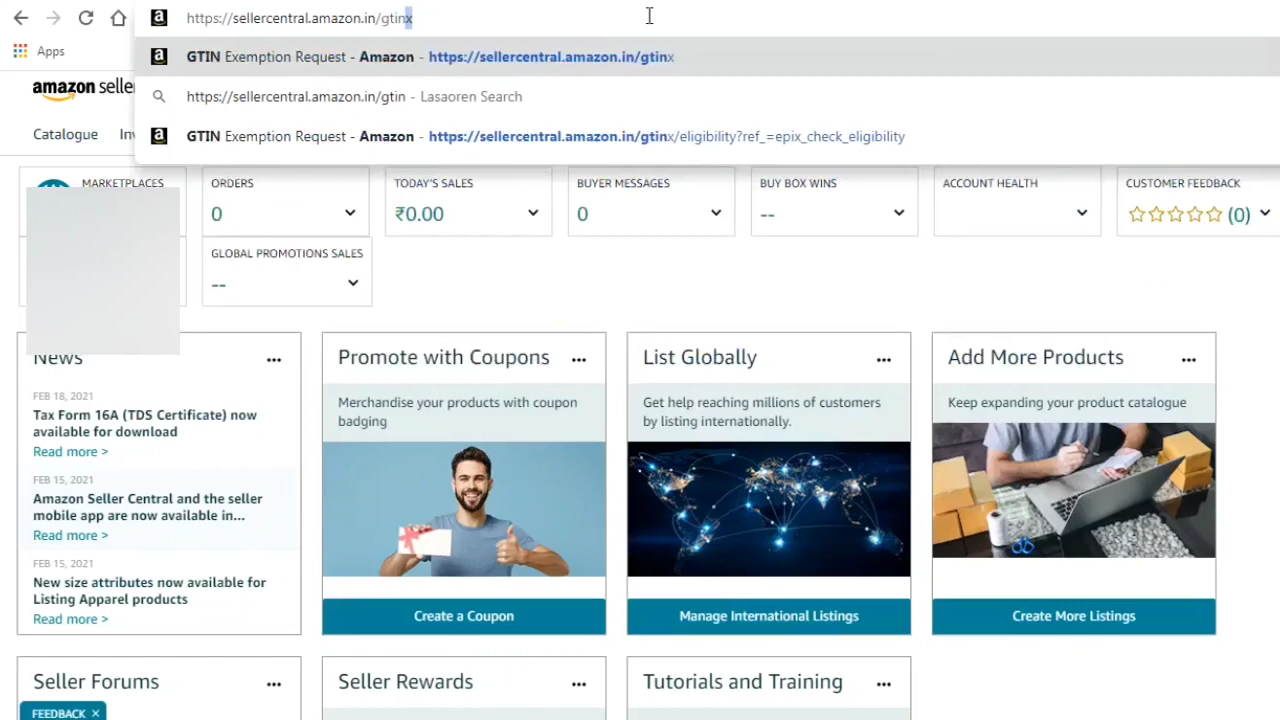 https://sellercentral.amazon.in/gtinx
GTIN Exemption Request - Amazon - https://sellercentral.amazon.in/gtinx
Apps
https://sellercentral.amazon.in/gtin - Lasaoren Search
amazon selle
GTIN Exemption Request - Amazon - https://sellercentral.amazon.in/gtinx/eligibility?ref_=epix_check_eligibility
Catalogue
MARKETPLACES
ORDERS
0
TODAY'S SALES
₹0.00
BUYER MESSAGES
0
BUY BOX WINS
--
ACCOUNT HEALTH
CUSTOMER FEEDBACK
(0)
GLOBAL PROMOTIONS SALES
--
News
FEB 18, 2021
Tax Form 16A (TDS Certificate) now
available for download
Read more >
FEB 15, 2021
Amazon Seller Central and the seller
mobile app are now available in...
Read more >
FEB 15, 2021
New size attributes now available for
Listing Apparel products
Read more >
Promote with Coupons
Merchandise your products with coupon
badging
Create a Coupon
List Globally
Get help reaching millions of customers
by listing internationally.
Manage International Listings
Add More Products
Keep expanding your product catalogue
Create More Listings
Seller Forums
FEEDBACK ×
Seller Rewards
Tutorials and Training